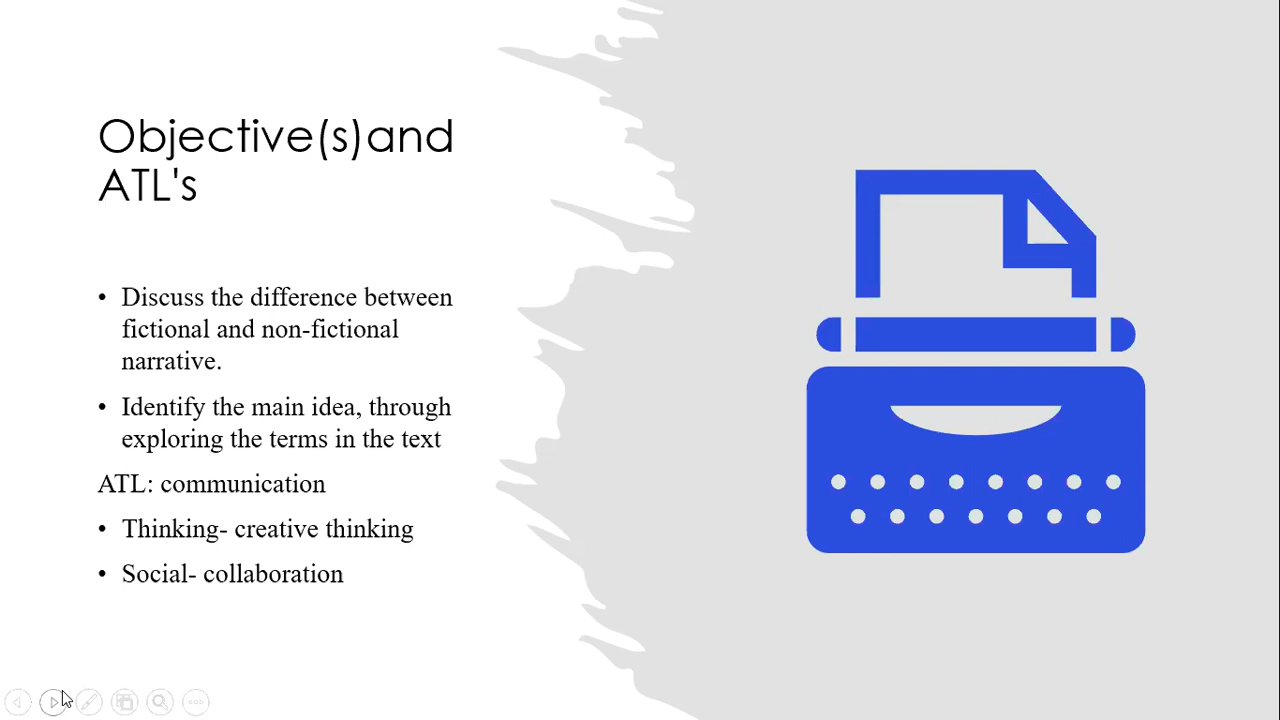 Objective(s)and
ATL's
• Discuss the difference between
fictional and non-fictional
narrative.
• Identify the main idea, through
exploring the terms in the text
ATL: communication
• Thinking- creative thinking
• Social- collaboration